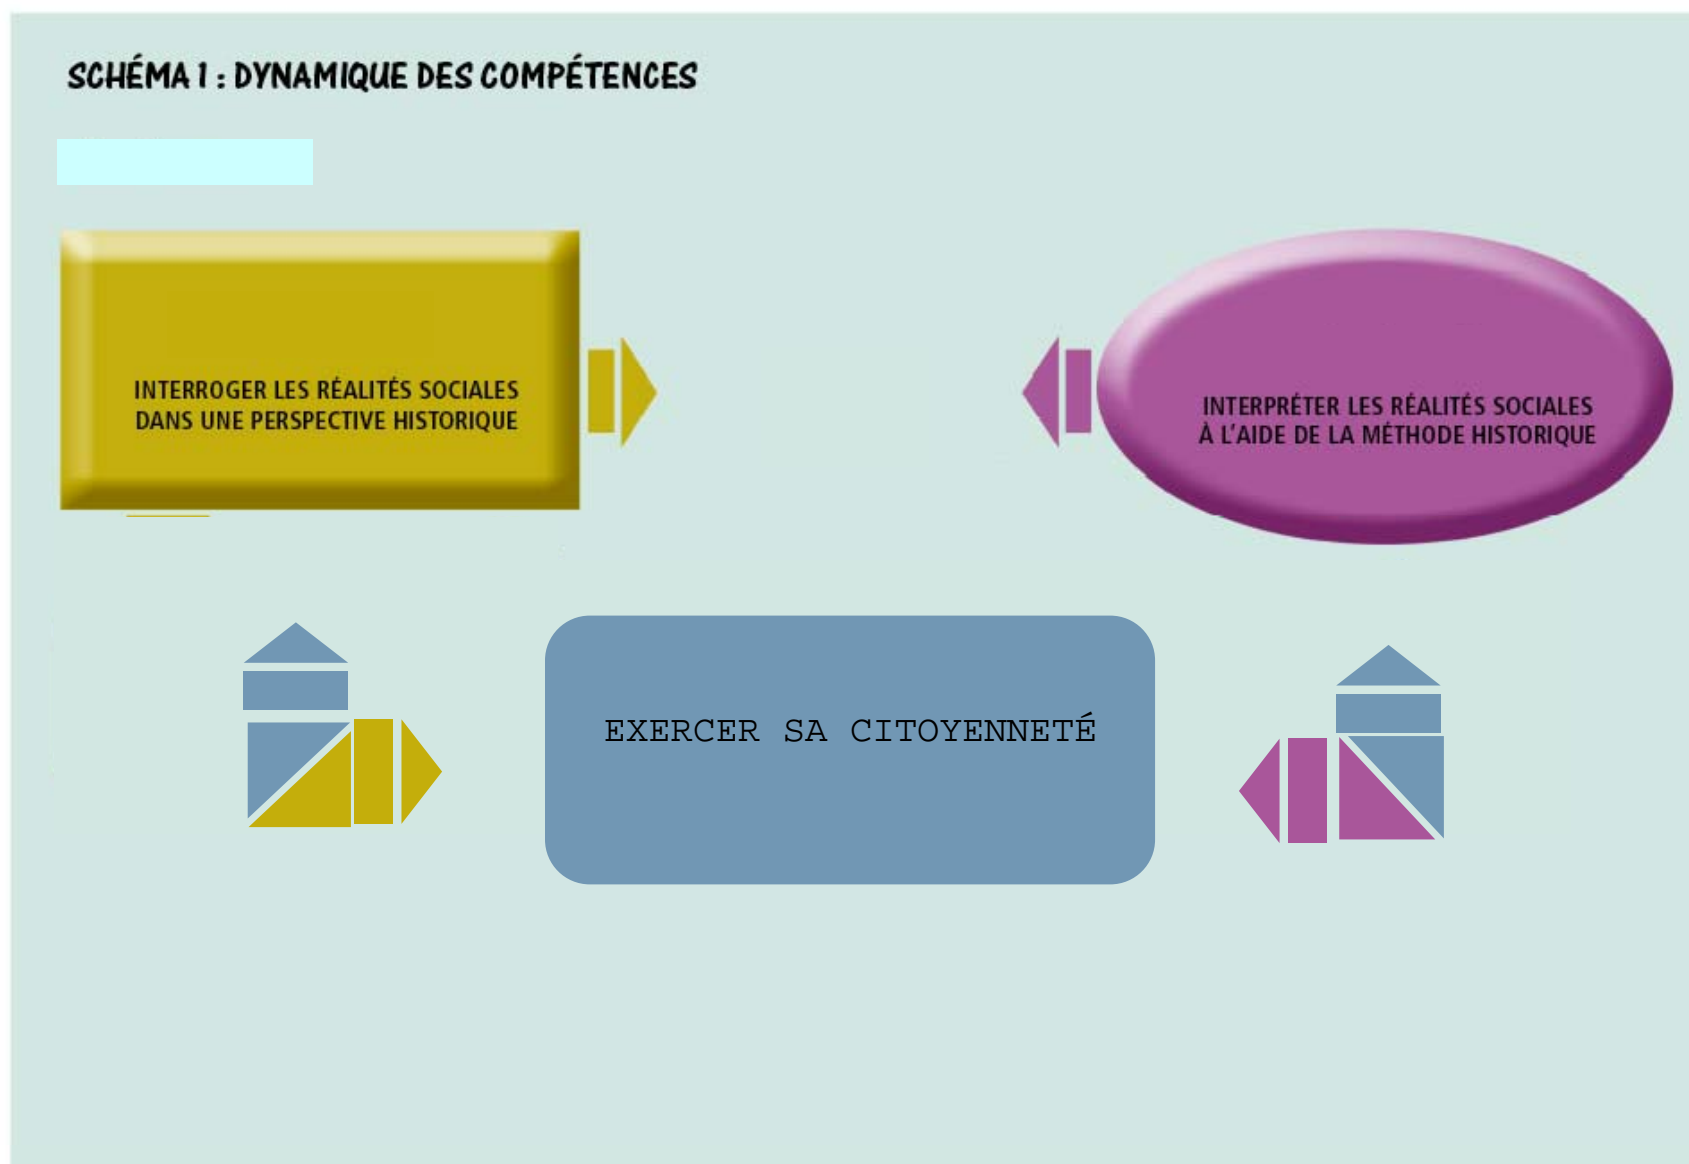 SCHÉMA 1 : DYNAMIQUE DES COMPÉTENCES
INTERROGER LES RÉALITÉS SOCIALES
DANS UNE PERSPECTIVE HISTORIQUE
INTERPRÉTER LES RÉALITÉS SOCIALES
À L'AIDE DE LA MÉTHODE HISTORIQUE
EXERCER SA CITOYENNETÉ